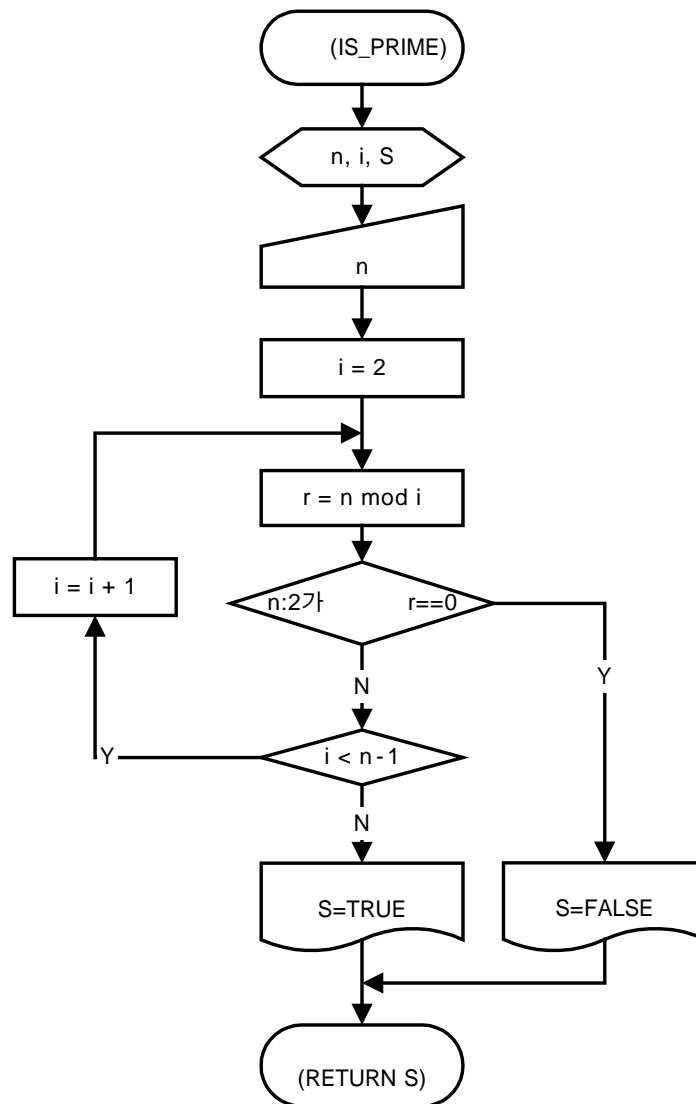 (IS_PRIME)
n, i, S
n
i = 2
r = n mod i
i = i + 1
n:2가 r==0
Y
N
Y
i < n-1
N
S=TRUE
S=FALSE
(RETURN S)